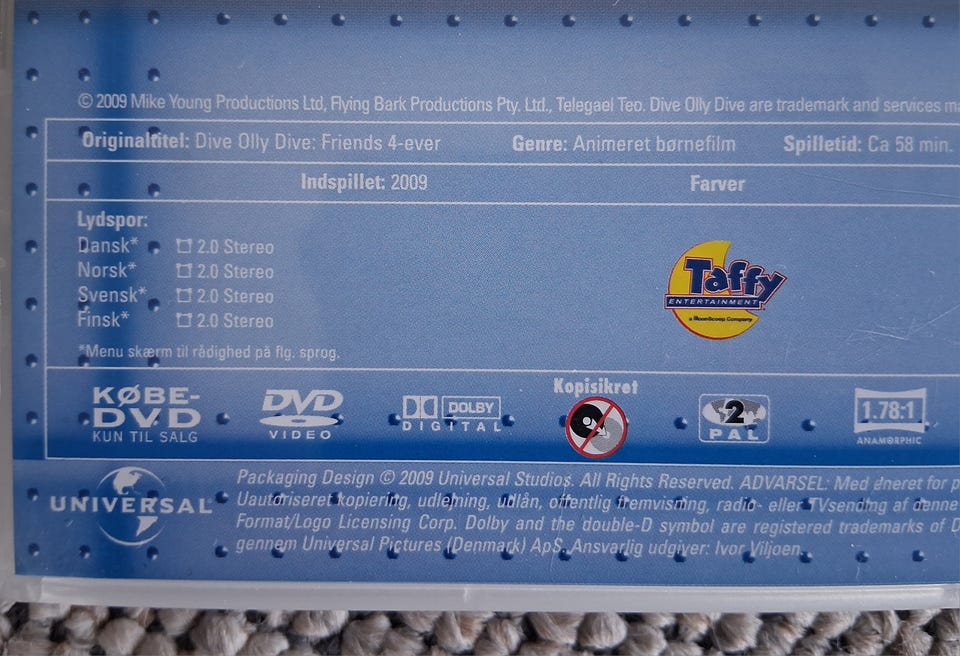 © 2009 Mike Young Productions Ltd, Flying Bark Productions Pty. Ltd., Telegael Teo. Dive Olly Dive are trademark and services
Originaltitel: Dive Olly Dive: Friends 4-ever Genre: Animeret børnefilm Spilletid: Ca 58 min.
Indspillet: 2009 Farver
Lydspor:
Dansk* 2.0 Stereo
Norsk* 2.0 Stereo
Svensk* 2.0 Stereo
Finsk* 2.0 Stereo
*Menu skærm til rådighed på flg. sprog.
Taffy
ENTERTAINMENT
a MoonScoop Company
KØBE-
DVD
KUN TIL SALG
DVD
VIDEO
DOLBY
DIGITAL
Kopisikret
2
PAL
1.78:1
ANAMORPHIC
UNIVERSAL
Packaging Design © 2009 Universal Studios. All Rights Reserved. ADVARSEL: Med eneret for
Uautoriseret kopiering, udlejning, udlån, offentlig fremvisning, radio- eller TVsending af denne
Format/Logo Licensing Corp. Dolby and the double-D symbol are registered trademarks of
gennem Universal Pictures (Denmark) ApS. Ansvarlig udgiver: Ivor Viljoen.